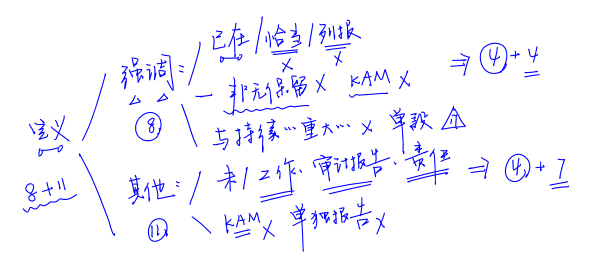 强调：已在/恰当/列报
× ×
— 非无保留× KAM× ⇒ ④+4
△△
⑧
与持续…重大…× 单段 ⚠
定义
8+11
其他：未/工作、审计报告、责任 ⇒ ④+7
⑪
KAM× 单独报告×